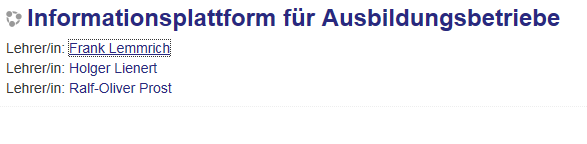 Informationsplattform für Ausbildungsbetriebe
Lehrer/in: Frank Lemmrich
Lehrer/in: Holger Lienert
Lehrer/in: Ralf-Oliver Prost